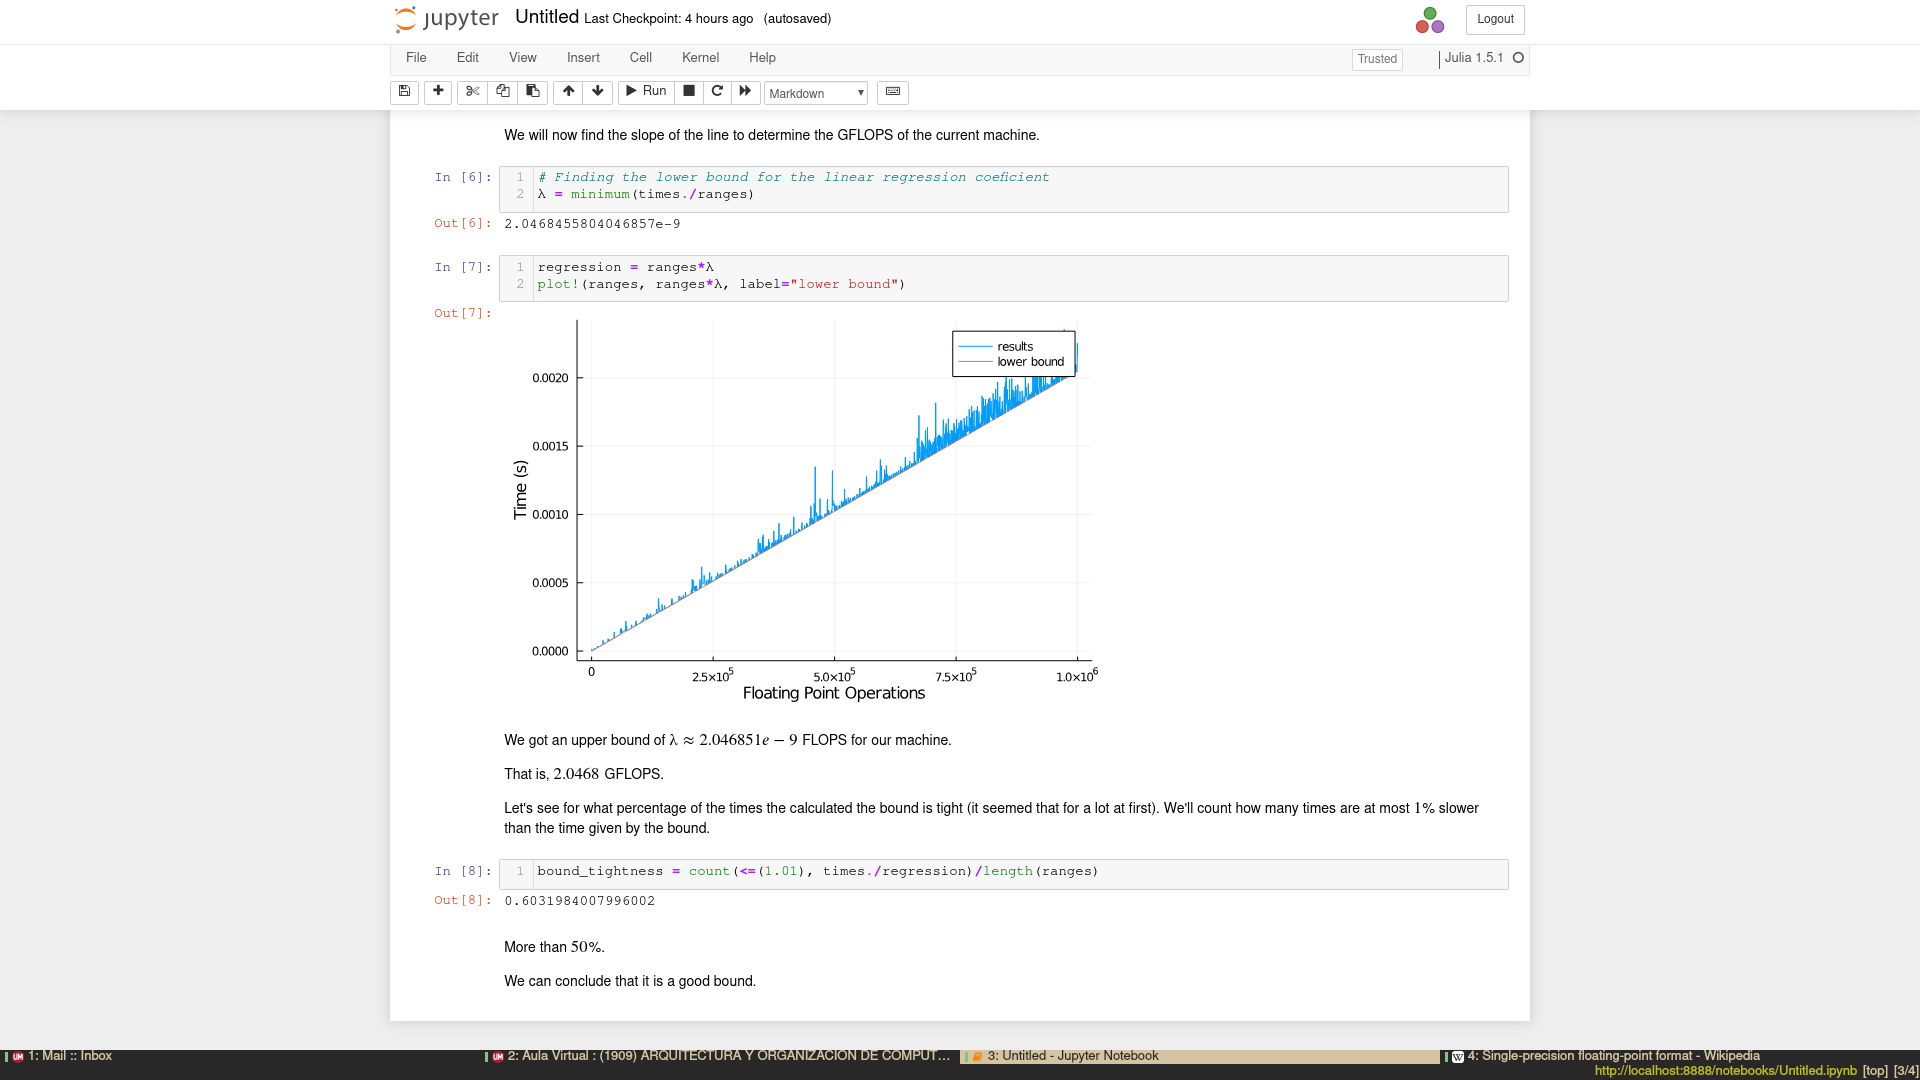 jupyter Untitled Last Checkpoint: 4 hours ago (autosaved) Logout
File Edit View Insert Cell Kernel Help Trusted Julia 1.5.1
Run Markdown
We will now find the slope of the line to determine the GFLOPS of the current machine.
In [6]: 1 # Finding the lower bound for the linear regression coeficient
2 λ = minimum(times./ranges)
Out[6]: 2.0468455804046857e-9
In [7]: 1 regression = ranges*λ
2 plot!(ranges, ranges*λ, label="lower bound")
Out[7]:
results
lower bound
0.0020
0.0015
Time (s)
0.0010
0.0005
0.0000
0 2.5×10⁵ 5.0×10⁵ 7.5×10⁵ 1.0×10⁶
Floating Point Operations
We got an upper bound of λ ≈ 2.046851e − 9 FLOPS for our machine.
That is, 2.0468 GFLOPS.
Let's see for what percentage of the times the calculated the bound is tight (it seemed that for a lot at first). We'll count how many times are at most 1% slower
than the time given by the bound.
In [8]: 1 bound_tightness = count(<=(1.01), times./regression)/length(ranges)
Out[8]: 0.6031984007996002
More than 50%.
We can conclude that it is a good bound.
1: Mail :: Inbox 2: Aula Virtual : (1909) ARQUITECTURA Y ORGANIZACIÓN DE COMPUT... 3: Untitled - Jupyter Notebook 4: Single-precision floating-point format - Wikipedia
http://localhost:8888/notebooks/Untitled.ipynb [top] [3/4]